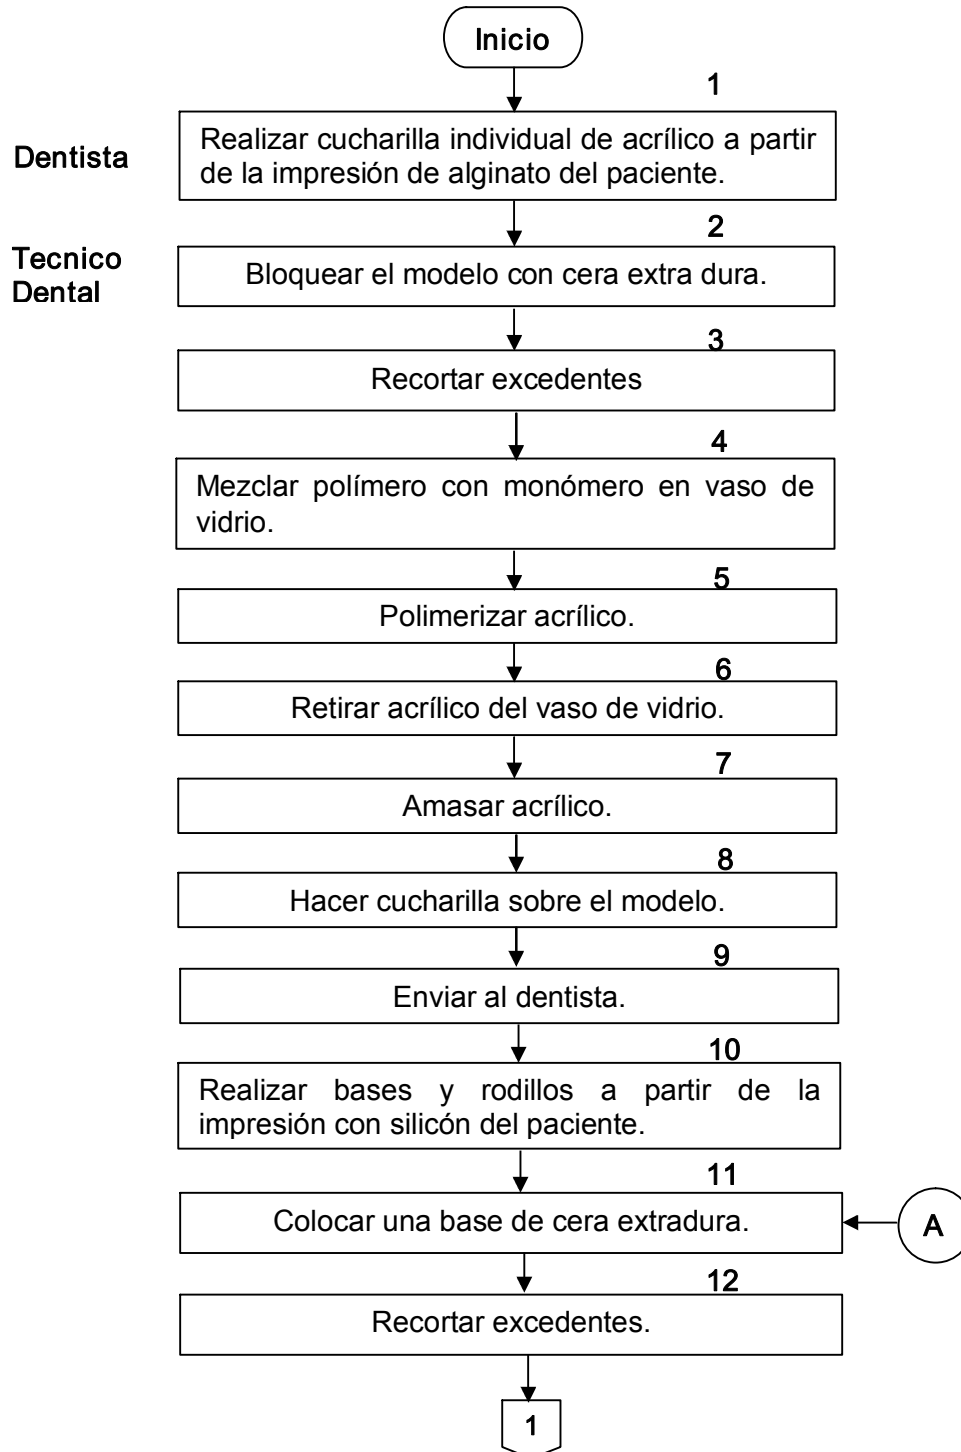 Inicio
1
Dentista
Realizar cucharilla individual de acrílico a partir
de la impresión de alginato del paciente.
2
Tecnico
Dental
Bloquear el modelo con cera extra dura.
3
Recortar excedentes
4
Mezclar polímero con monómero en vaso de
vidrio.
5
Polimerizar acrílico.
6
Retirar acrílico del vaso de vidrio.
7
Amasar acrílico.
8
Hacer cucharilla sobre el modelo.
9
Enviar al dentista.
10
Realizar bases y rodillos a partir de la
impresión con silicón del paciente.
11
Colocar una base de cera extradura.
A
12
Recortar excedentes.
1